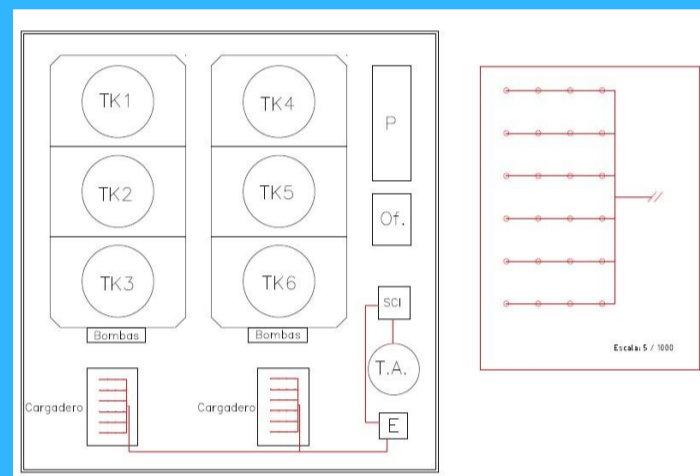 TK1
TK4
P
TK2
TK5
Of.
TK3
TK6
SCI
Bombas
Bombas
Escala: 5 / 1000
T.A.
Cargadero
Cargadero
E